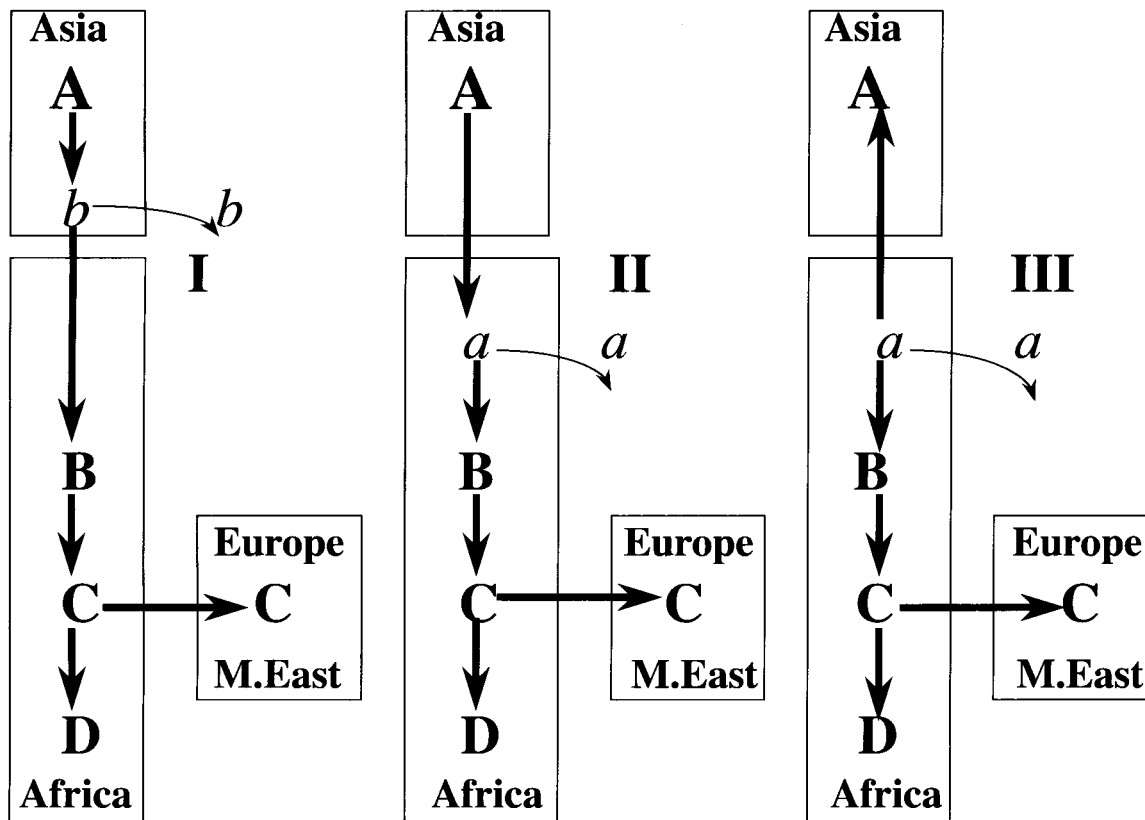 Asia
A
b b
I
B
C C
Europe
M.East
D
Africa
Asia
A
II
a a
B
C C
Europe
M.East
D
Africa
Asia
A
III
a a
B
C C
Europe
M.East
D
Africa